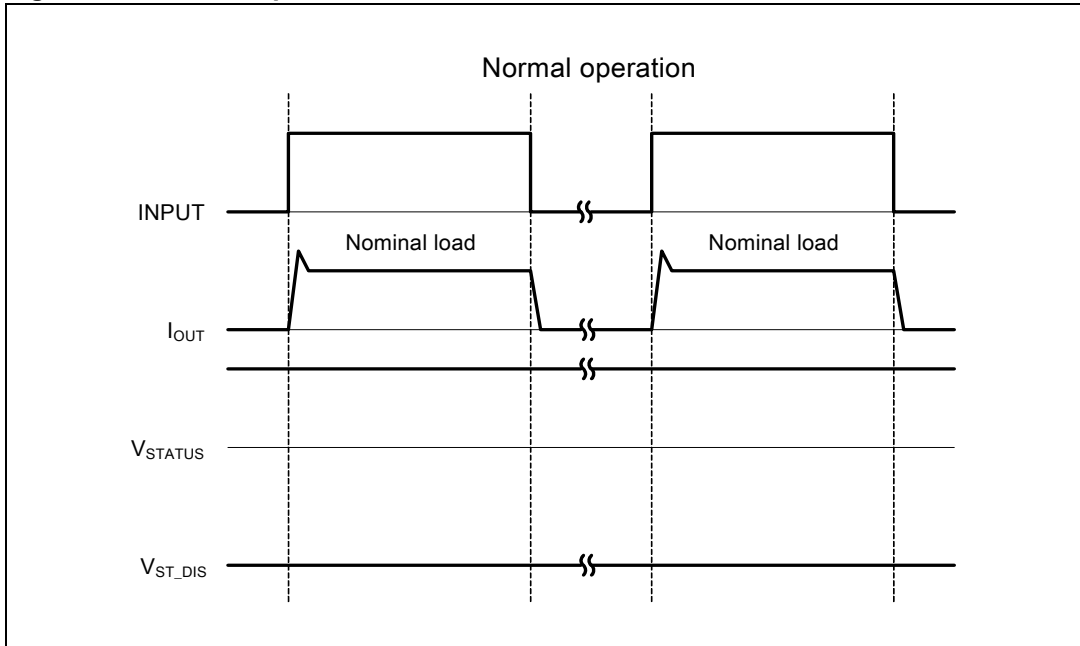 Normal operation
INPUT
Nominal load Nominal load
IOUT
VSTATUS
VST_DIS